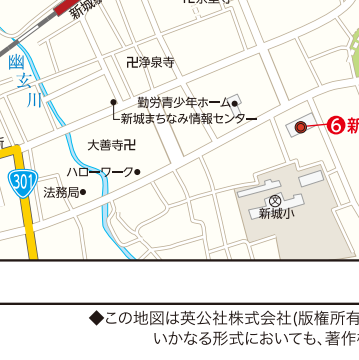 新城
卍浄泉寺
幽玄川
勤労青少年ホーム
新城まちなみ情報センター
❻新
大善寺卍
ハローワーク
301
法務局
文
新城小
◆この地図は英公社株式会社(版権所有
いかなる形式においても、著作